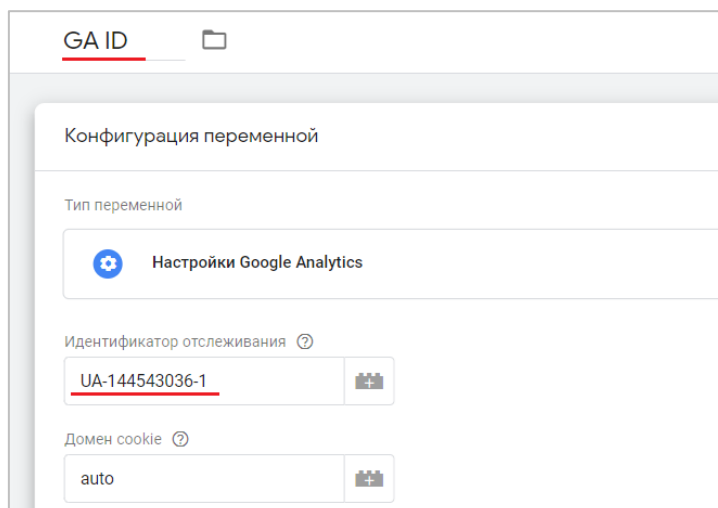 GA ID
Конфигурация переменной
Тип переменной
Настройки Google Analytics
Идентификатор отслеживания ?
UA-144543036-1
Домен cookie ?
auto